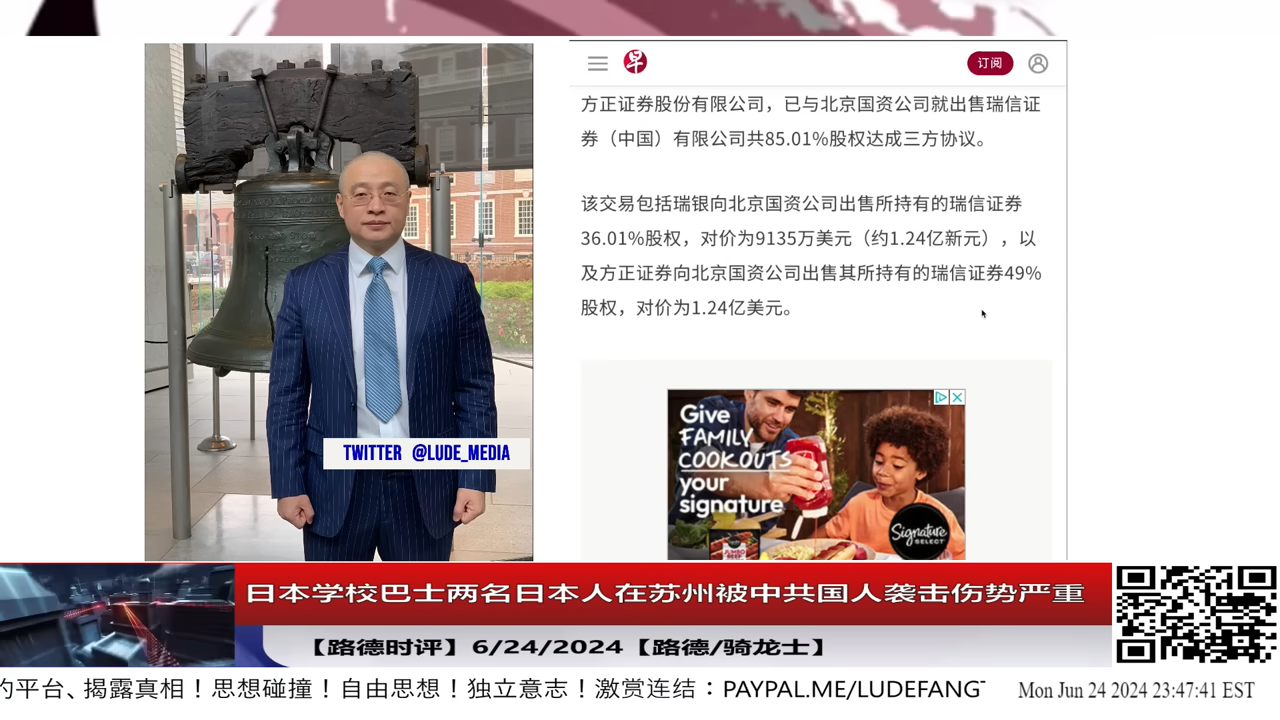 早
订阅
方正证券股份有限公司，已与北京国资公司就出售瑞信证
券（中国）有限公司共85.01%股权达成三方协议。
该交易包括瑞银向北京国资公司出售所持有的瑞信证券
36.01%股权，对价为9135万美元（约1.24亿新元），以
及方正证券向北京国资公司出售其所持有的瑞信证券49%
股权，对价为1.24亿美元。
TWITTER @LUDE_MEDIA
Give
FAMILY
COOKOUTS
your
signature
Signature
SELECT
JUMBO
日本学校巴士两名日本人在苏州被中共国人袭击伤势严重
【路德时评】6/24/2024【路德/骑龙士】
的平台、揭露真相！思想碰撞！自由思想！独立意志！激赏连结：PAYPAL.ME/LUDEFANG
Mon Jun 24 2024 23:47:41 EST